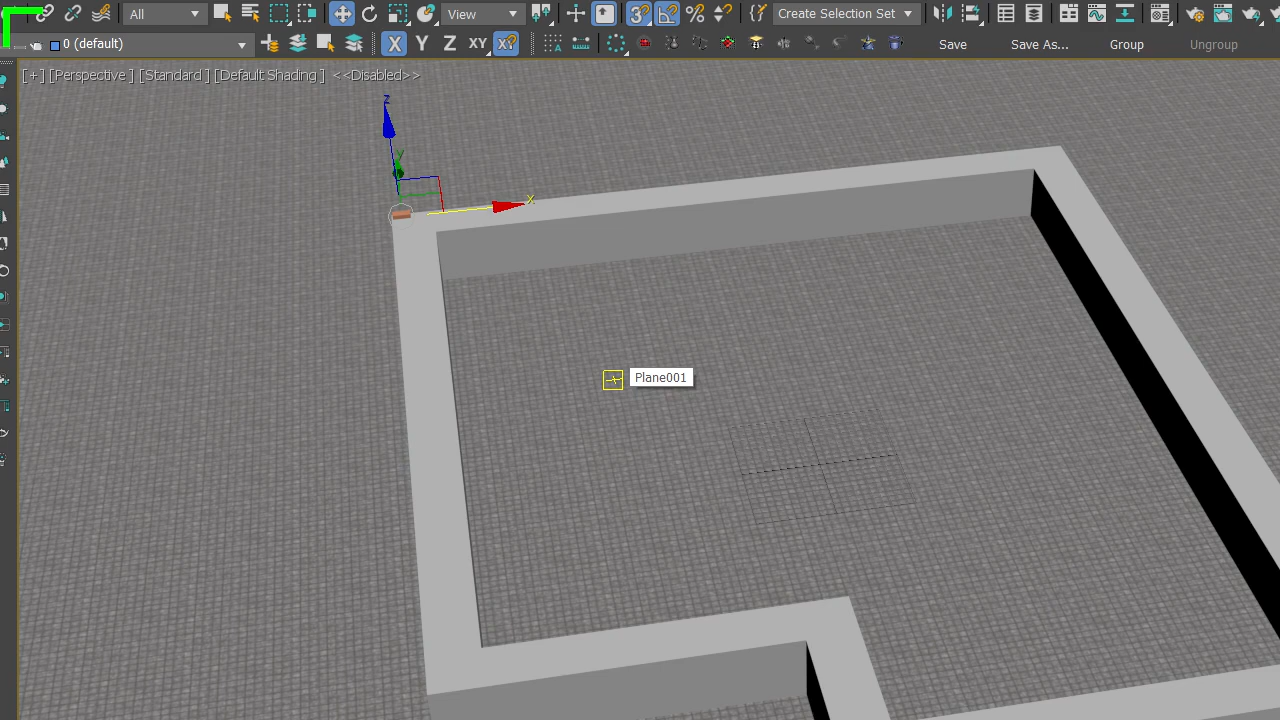 All
View
3
Create Selection Set
0 (default)
X
Y
Z
XY
XY
Save
Save As...
Group
Ungroup
[+] [Perspective ] [Standard ] [Default Shading ] <<Disabled>>
z
y
x
Plane001